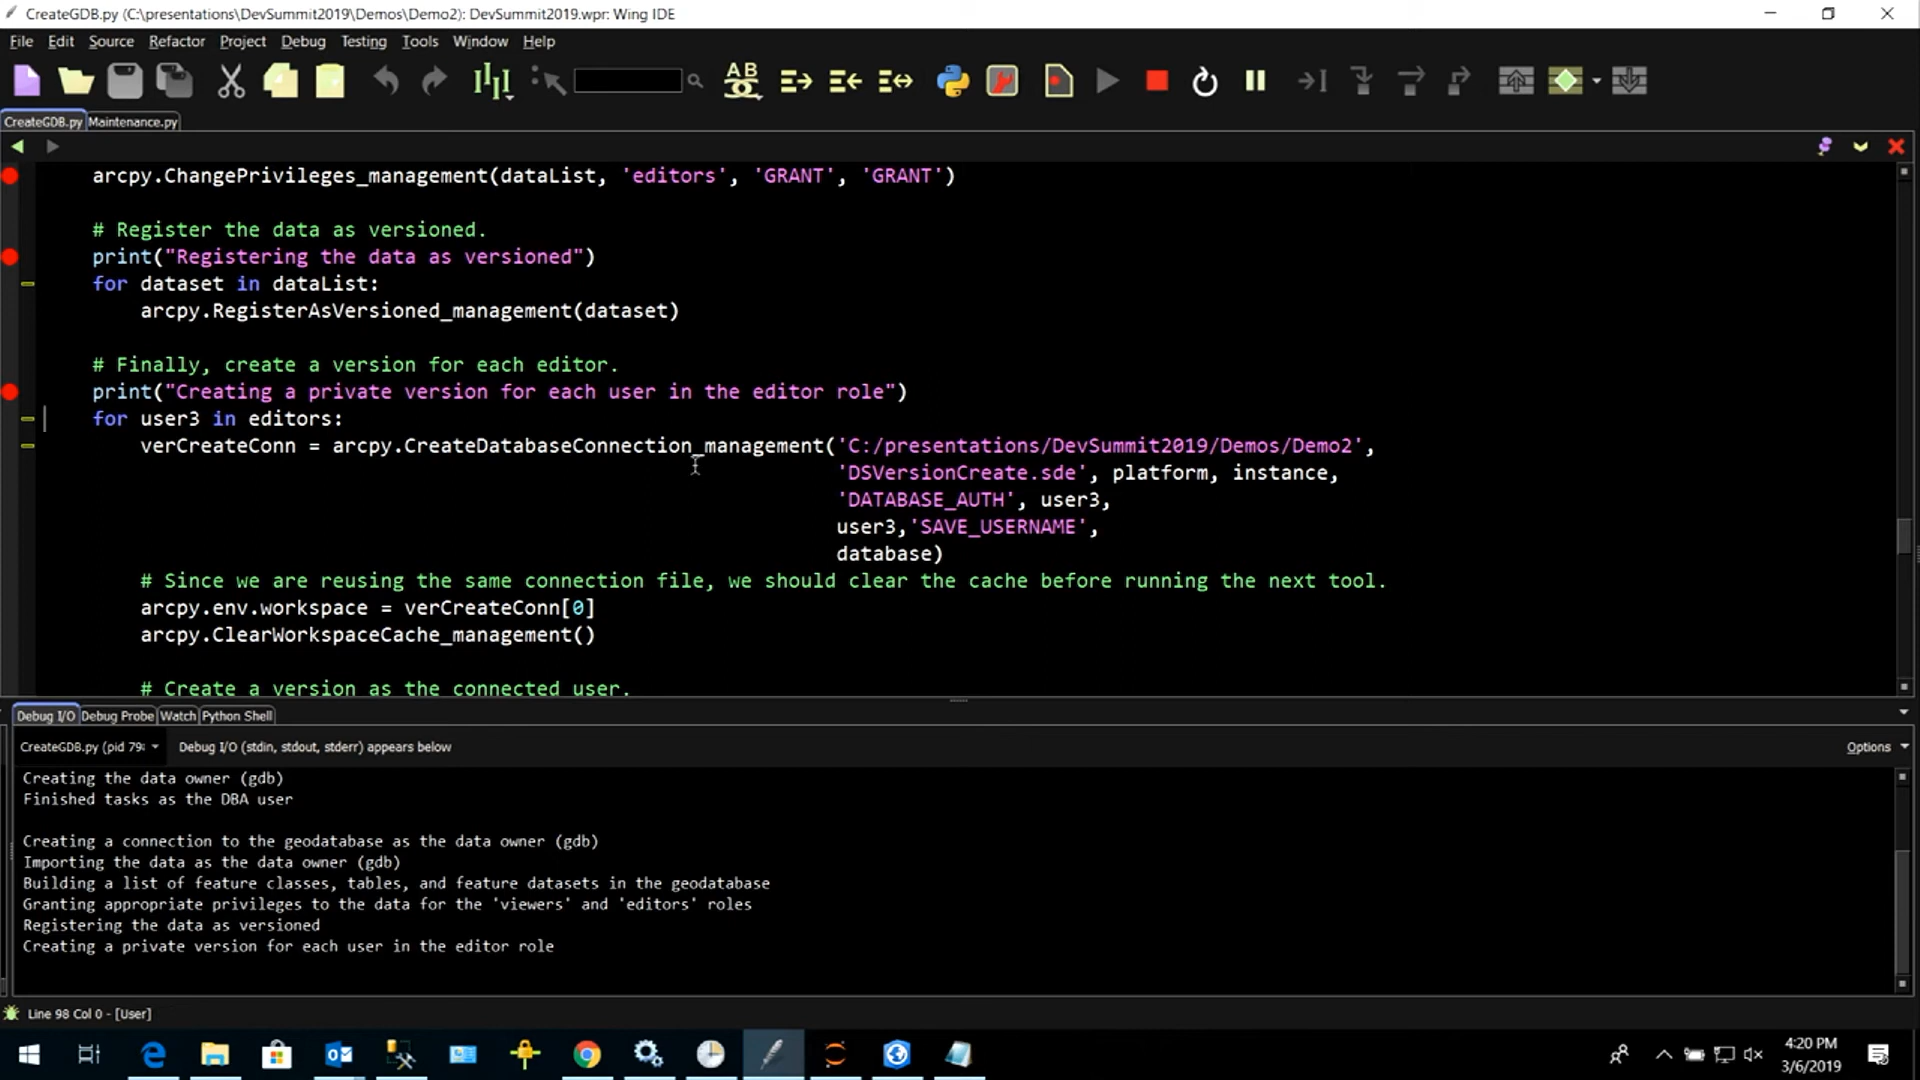 CreateGDB.py (C:\presentations\DevSummit2019\Demos\Demo2): DevSummit2019.wpr: Wing IDE
File Edit Source Refactor Project Debug Testing Tools Window Help
AB
CreateGDB.py Maintenance.py
arcpy.ChangePrivileges_management(dataList, 'editors', 'GRANT', 'GRANT')
# Register the data as versioned.
print("Registering the data as versioned")
for dataset in dataList:
arcpy.RegisterAsVersioned_management(dataset)
# Finally, create a version for each editor.
print("Creating a private version for each user in the editor role")
for user3 in editors:
verCreateConn = arcpy.CreateDatabaseConnection_management('C:/presentations/DevSummit2019/Demos/Demo2',
'DSVersionCreate.sde', platform, instance,
'DATABASE_AUTH', user3,
user3,'SAVE_USERNAME',
database)
# Since we are reusing the same connection file, we should clear the cache before running the next tool.
arcpy.env.workspace = verCreateConn[0]
arcpy.ClearWorkspaceCache_management()
# Create a version as the connected user.
Debug I/O Debug Probe Watch Python Shell
CreateGDB.py (pid 79 Debug I/O (stdin, stdout, stderr) appears below Options
Creating the data owner (gdb)
Finished tasks as the DBA user
Creating a connection to the geodatabase as the data owner (gdb)
Importing the data as the data owner (gdb)
Building a list of feature classes, tables, and feature datasets in the geodatabase
Granting appropriate privileges to the data for the 'viewers' and 'editors' roles
Registering the data as versioned
Creating a private version for each user in the editor role
Line 98 Col 0 - [User]
4:20 PM
3/6/2019